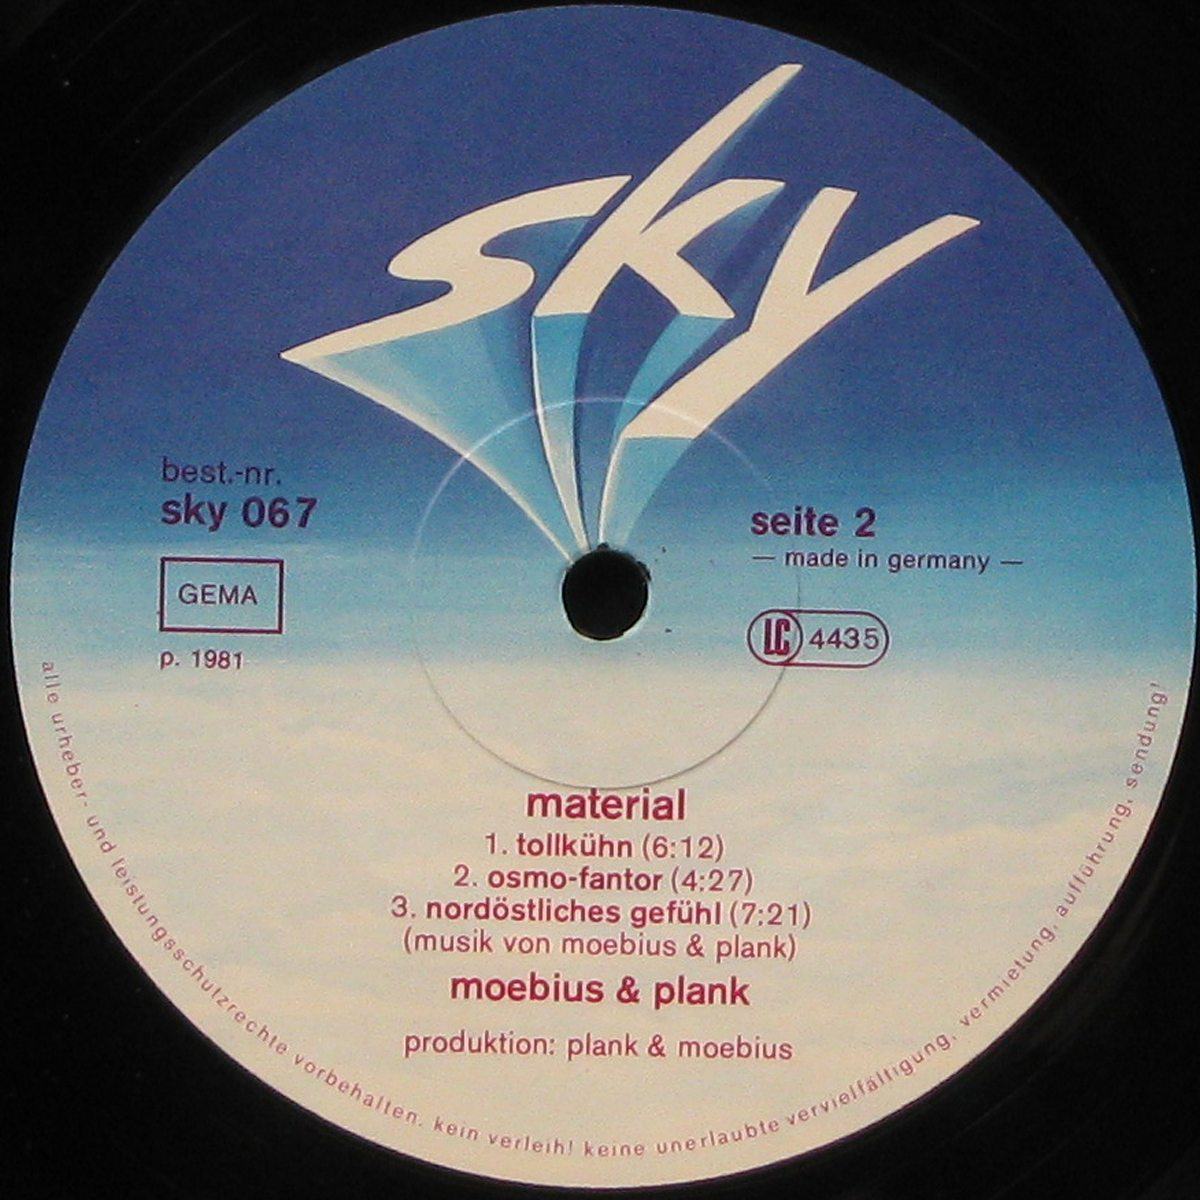 sky
best.-nr.
sky 067
GEMA
p. 1981
seite 2
— made in germany —
LC 4435
material
1. tollkühn (6:12)
2. osmo-fantor (4:27)
3. nordöstliches gefühl (7:21)
(musik von moebius & plank)
moebius & plank
produktion: plank & moebius
alle urheber- und leistungsschutzrechte vorbehalten. kein verleih! keine unerlaubte vervielfältigung, vermietung, aufführung, sendung!